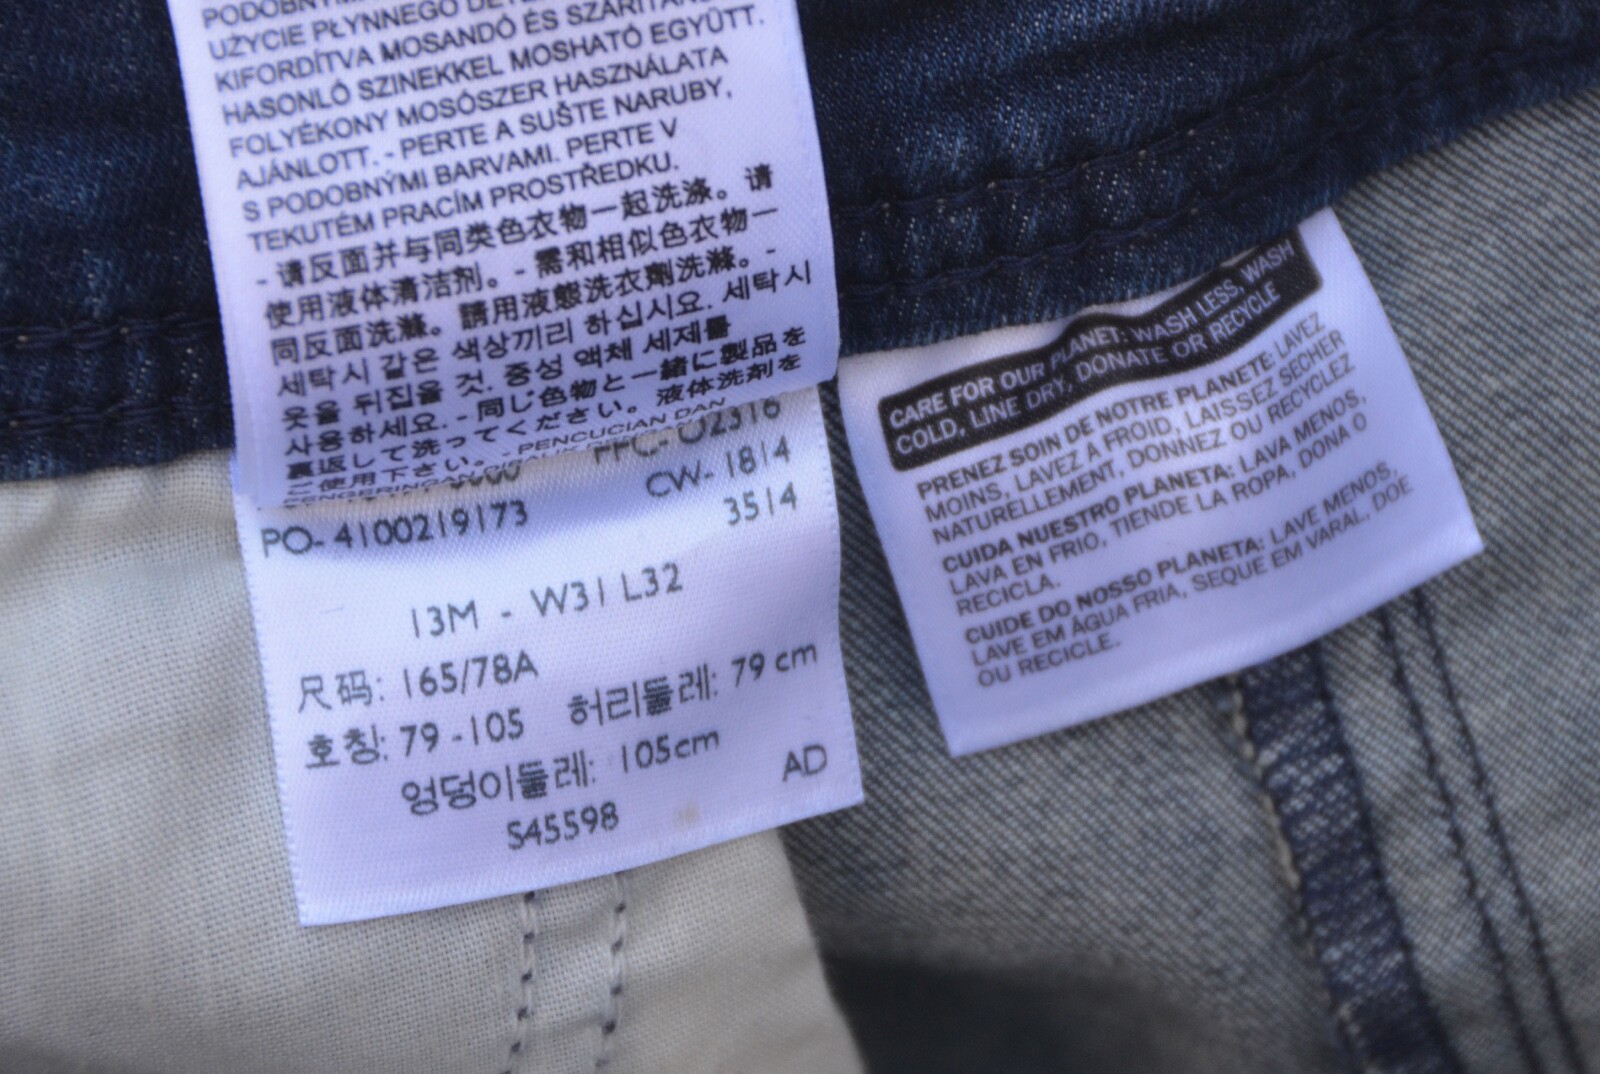 UŻYCIE PŁYNNEGO
KIFORDÍTVA MOSANDÓ ÉS SZÁRÍTAN
HASONLÓ SZINEKKEL MOSHATÓ EGYÜTT.
FOLYÉKONY MOSÓSZER HASZNÁLATA
AJÁNLOTT. - PERTE A SUŠTE NARUBY,
S PODOBNÝMI BARVAMI. PERTE V
TEKUTÉM PRACÍM PROSTŘEDKU.
- 请反面并与同类色衣物一起洗涤。请
使用液体清洁剂。- 需和相似色衣物一
同反面洗滌。請用液態洗衣劑洗滌。-
세탁시 같은 색상끼리 하십시요. 세탁시
옷을 뒤집을 것. 중성 액체 세제를
사용하세요. - 同じ色物と一緒に製品を
裏返して洗ってください。液体洗剤を
ご使用下さい。- PENCUCIAN DAN
PENGERINGAN
CW- 1814
PO- 4100219173
3514
13M - W31 L32
尺码: 165/78A
호칭: 79 -105 허리둘레: 79 cm
엉덩이둘레: 105cm
AD
S45598
CARE FOR OUR PLANET: WASH LESS, WASH
COLD, LINE DRY, DONATE OR RECYCLE
PRENEZ SOIN DE NOTRE PLANETE: LAVEZ
MOINS, LAVEZ A FROID, LAISSEZ SECHER
NATURELLEMENT, DONNEZ OU RECYCLEZ
CUIDA NUESTRO PLANETA: LAVA MENOS,
LAVA EN FRIO, TIENDE LA ROPA, DONA O
RECICLA.
CUIDE DO NOSSO PLANETA: LAVE MENOS,
LAVE EM ÁGUA FRIA, SEQUE EM VARAL, DOE
OU RECICLE.